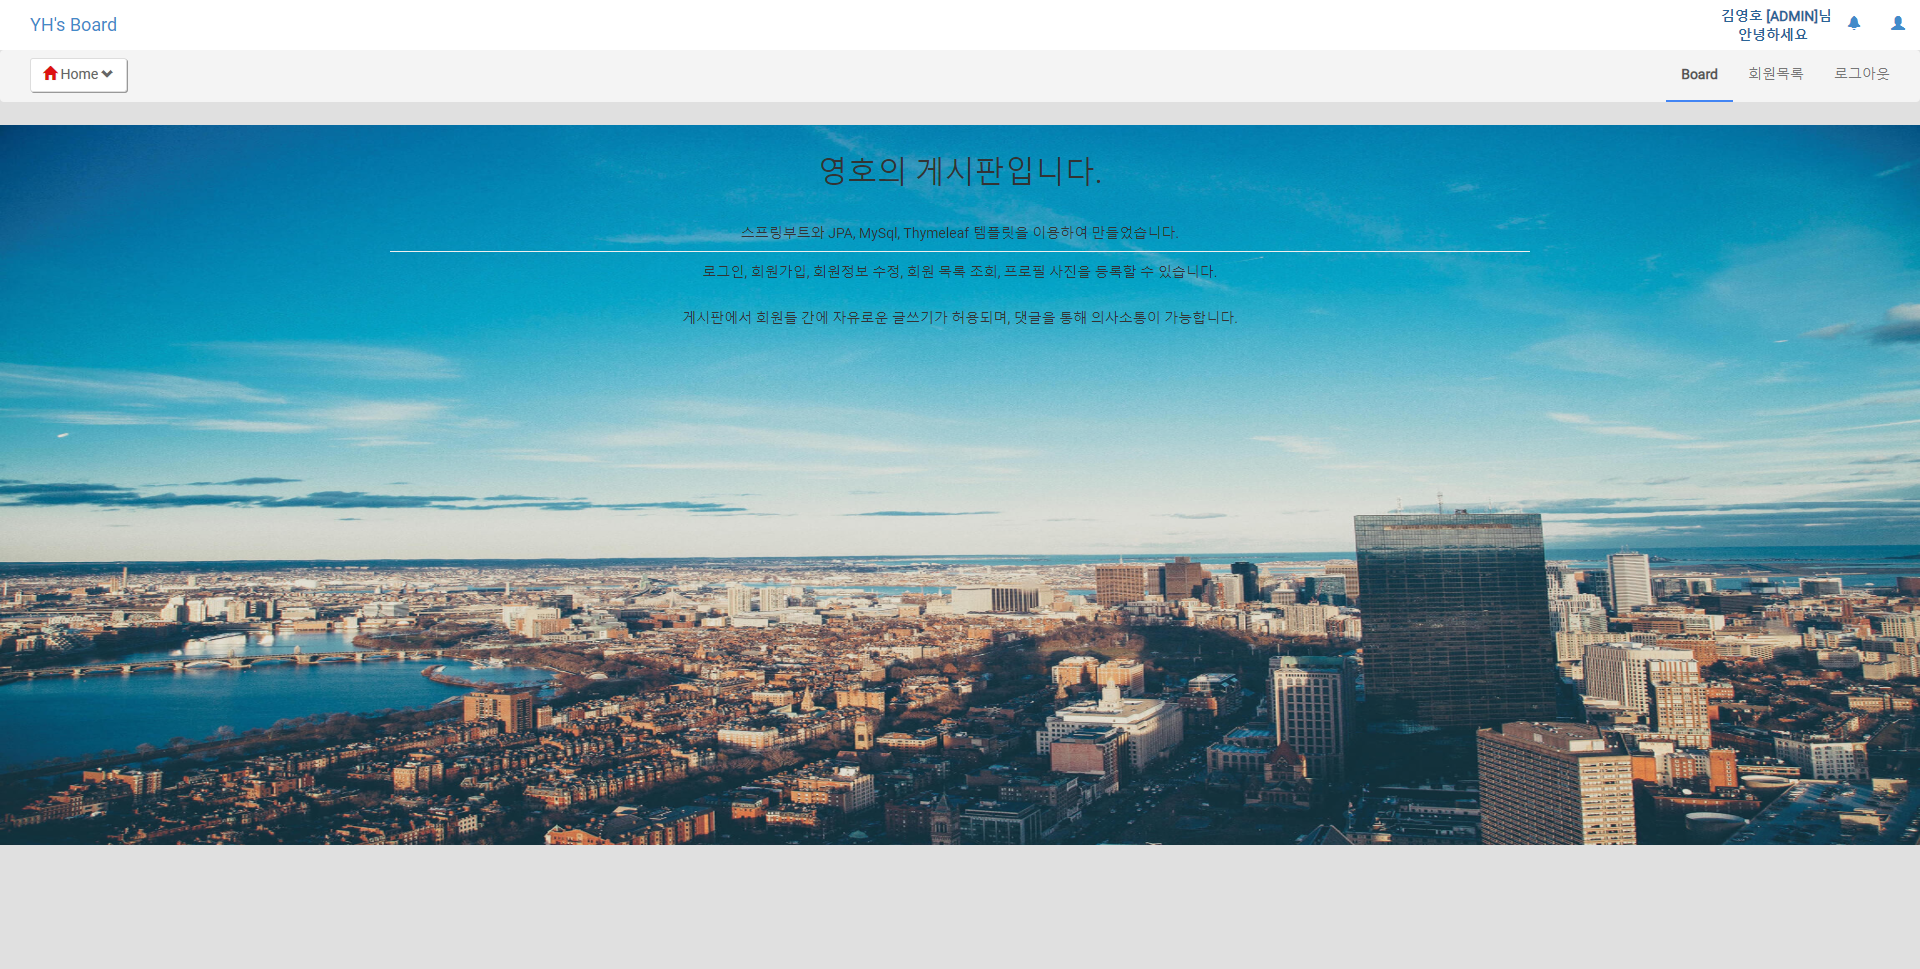 YH's Board
김영호 [ADMIN]님
안녕하세요
Home
Board
회원목록
로그아웃
영호의 게시판입니다.
스프링부트와 JPA, MySql, Thymeleaf 템플릿을 이용하여 만들었습니다.
로그인, 회원가입, 회원정보 수정, 회원 목록 조회, 프로필 사진을 등록할 수 있습니다.
게시판에서 회원들 간에 자유로운 글쓰기가 허용되며, 댓글을 통해 의사소통이 가능합니다.